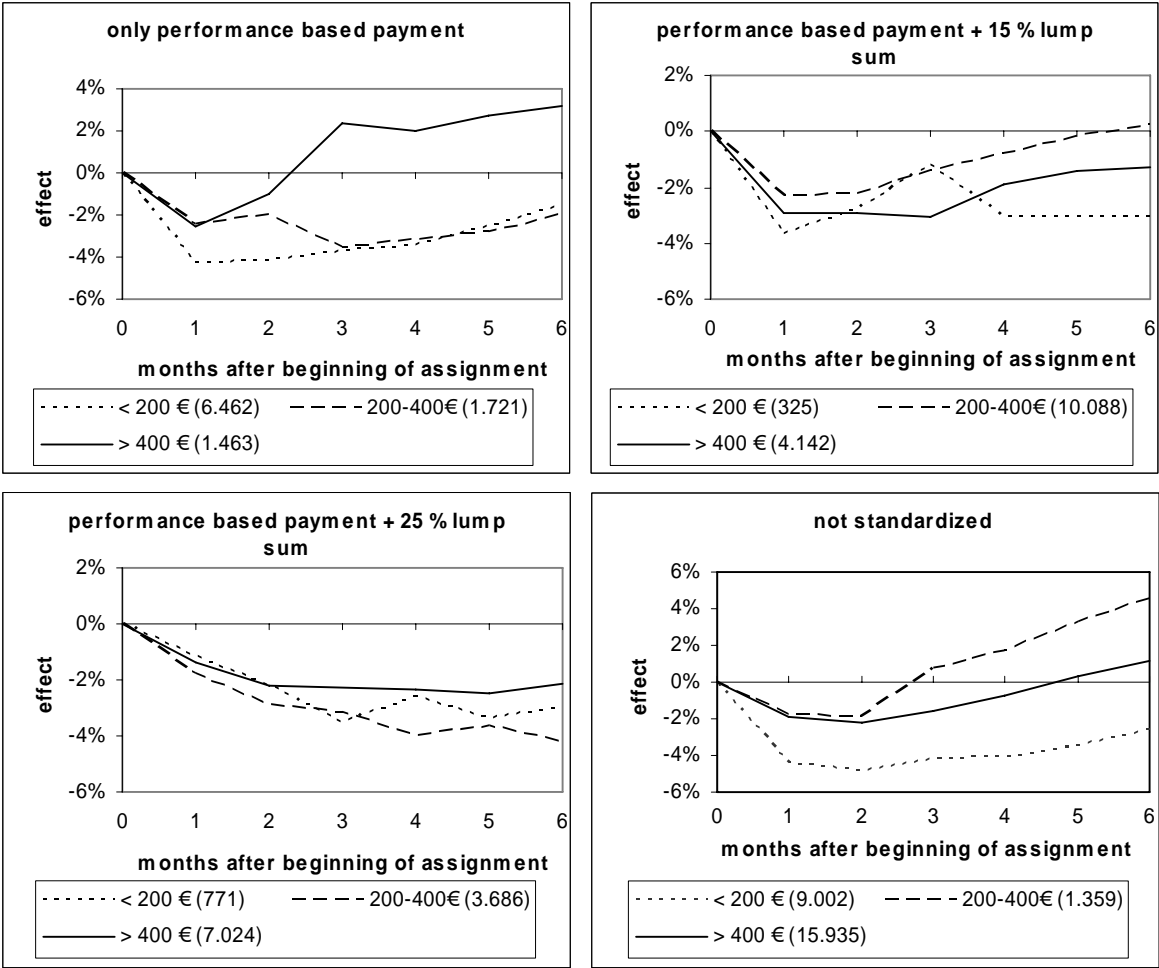 only performance based payment
4%
2%
0%
-2%
-4%
-6%
effect
0 1 2 3 4 5 6
months after beginning of assignment
< 200 € (6.462) 200-400€ (1.721)
> 400 € (1.463)
performance based payment + 15 % lump
sum
2%
0%
-2%
-4%
-6%
effect
0 1 2 3 4 5 6
months after beginning of assignment
< 200 € (325) 200-400€ (10.088)
> 400 € (4.142)
performance based payment + 25 % lump
sum
2%
0%
-2%
-4%
-6%
effect
0 1 2 3 4 5 6
months after beginning of assignment
< 200 € (771) 200-400€ (3.686)
> 400 € (7.024)
not standardized
6%
4%
2%
0%
-2%
-4%
-6%
effect
0 1 2 3 4 5 6
months after beginning of assignment
< 200 € (9.002) 200-400€ (1.359)
> 400 € (15.935)